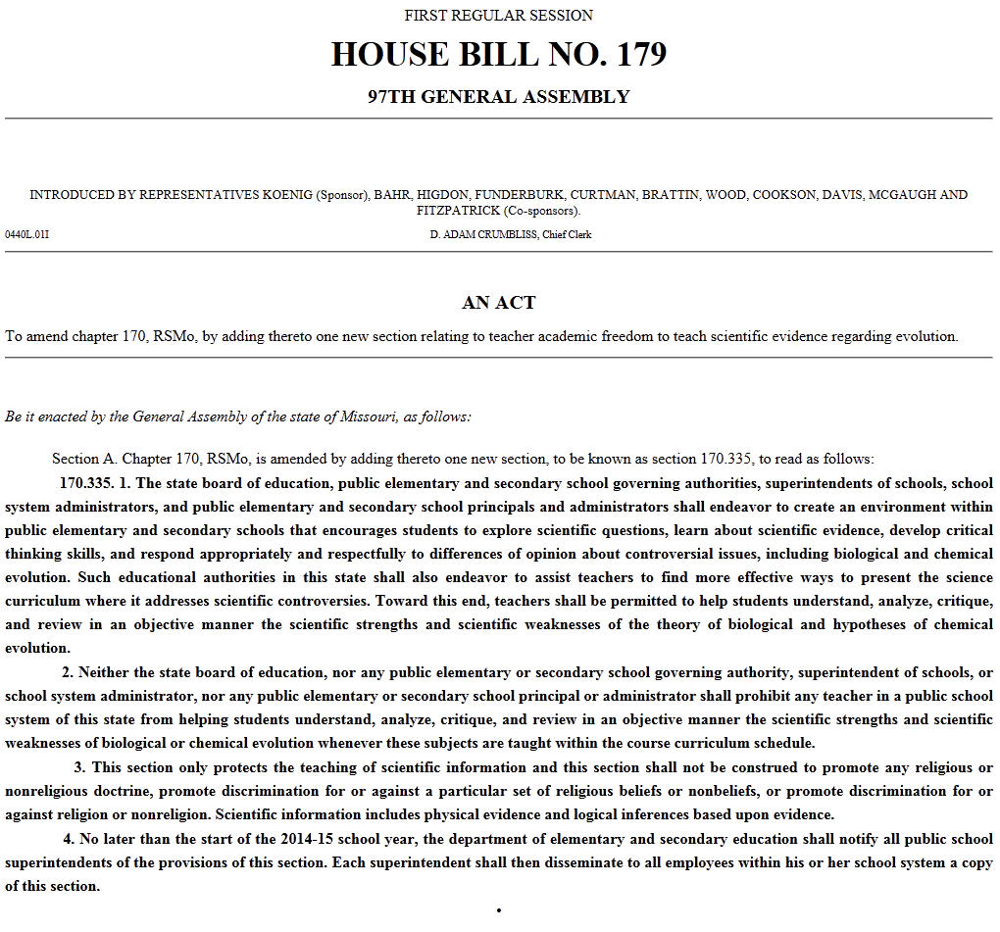 FIRST REGULAR SESSION
HOUSE BILL NO. 179
97TH GENERAL ASSEMBLY
INTRODUCED BY REPRESENTATIVES KOENIG (Sponsor), BAHR, HIGDON, FUNDERBURK, CURTMAN, BRATTIN, WOOD, COOKSON, DAVIS, MCGAUGH AND
FITZPATRICK (Co-sponsors).
0440L.01I D. ADAM CRUMBLISS, Chief Clerk
AN ACT
To amend chapter 170, RSMo, by adding thereto one new section relating to teacher academic freedom to teach scientific evidence regarding evolution.
Be it enacted by the General Assembly of the state of Missouri, as follows:
Section A. Chapter 170, RSMo, is amended by adding thereto one new section, to be known as section 170.335, to read as follows:
170.335. 1. The state board of education, public elementary and secondary school governing authorities, superintendents of schools, school
system administrators, and public elementary and secondary school principals and administrators shall endeavor to create an environment within
public elementary and secondary schools that encourages students to explore scientific questions, learn about scientific evidence, develop critical
thinking skills, and respond appropriately and respectfully to differences of opinion about controversial issues, including biological and chemical
evolution. Such educational authorities in this state shall also endeavor to assist teachers to find more effective ways to present the science
curriculum where it addresses scientific controversies. Toward this end, teachers shall be permitted to help students understand, analyze, critique,
and review in an objective manner the scientific strengths and scientific weaknesses of the theory of biological and hypotheses of chemical
evolution.
2. Neither the state board of education, nor any public elementary or secondary school governing authority, superintendent of schools, or
school system administrator, nor any public elementary or secondary school principal or administrator shall prohibit any teacher in a public school
system of this state from helping students understand, analyze, critique, and review in an objective manner the scientific strengths and scientific
weaknesses of biological or chemical evolution whenever these subjects are taught within the course curriculum schedule.
3. This section only protects the teaching of scientific information and this section shall not be construed to promote any religious or
nonreligious doctrine, promote discrimination for or against a particular set of religious beliefs or nonbeliefs, or promote discrimination for or
against religion or nonreligion. Scientific information includes physical evidence and logical inferences based upon evidence.
4. No later than the start of the 2014-15 school year, the department of elementary and secondary education shall notify all public school
superintendents of the provisions of this section. Each superintendent shall then disseminate to all employees within his or her school system a copy
of this section.
•